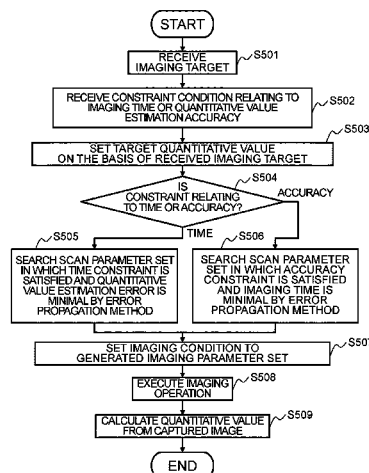 START
RECEIVE
IMAGING TARGET
S501
RECEIVE CONSTRAINT CONDITION RELATING TO
IMAGING TIME OR QUANTITATIVE VALUE
ESTIMATION ACCURACY
S502
SET TARGET QUANTITATIVE VALUE
ON THE BASIS OF RECEIVED IMAGING TARGET
S503
IS
CONSTRAINT RELATING
TO TIME OR ACCURACY?
S504
ACCURACY
TIME
S505
SEARCH SCAN PARAMETER SET
IN WHICH TIME CONSTRAINT IS
SATISFIED AND QUANTITATIVE
VALUE ESTIMATION ERROR IS
MINIMAL BY ERROR
PROPAGATION METHOD
S506
SEARCH SCAN PARAMETER
SET IN WHICH ACCURACY
CONSTRAINT IS SATISFIED
AND IMAGING TIME IS
MINIMAL BY ERROR
PROPAGATION METHOD
SET IMAGING CONDITION TO
GENERATED IMAGING PARAMETER SET
S507
EXECUTE IMAGING
OPERATION
S508
CALCULATE QUANTITATIVE VALUE
FROM CAPTURED IMAGE
S509
END